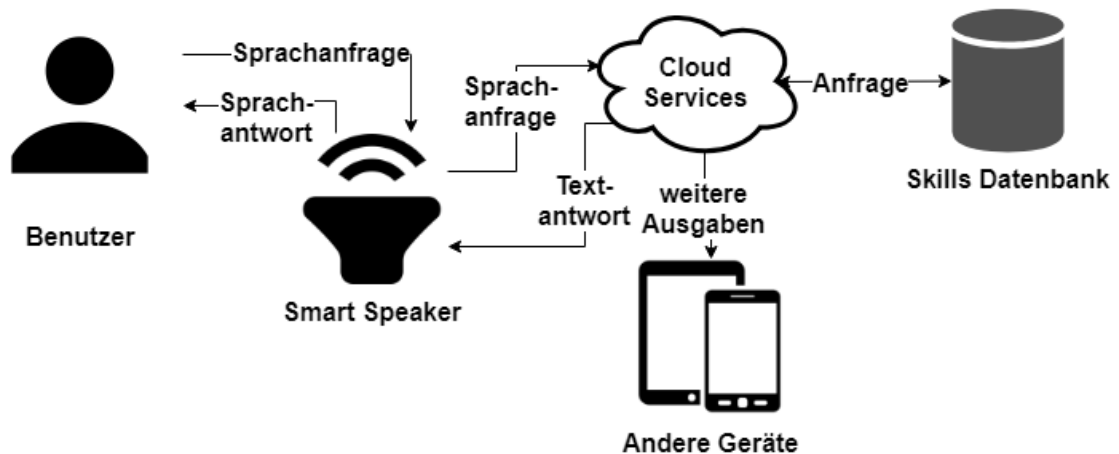 Sprachanfrage
Sprach-
antwort
Benutzer
Smart Speaker
Sprach-
anfrage
Cloud
Services
Anfrage
Skills Datenbank
Text-
antwort
weitere
Ausgaben
Andere Geräte